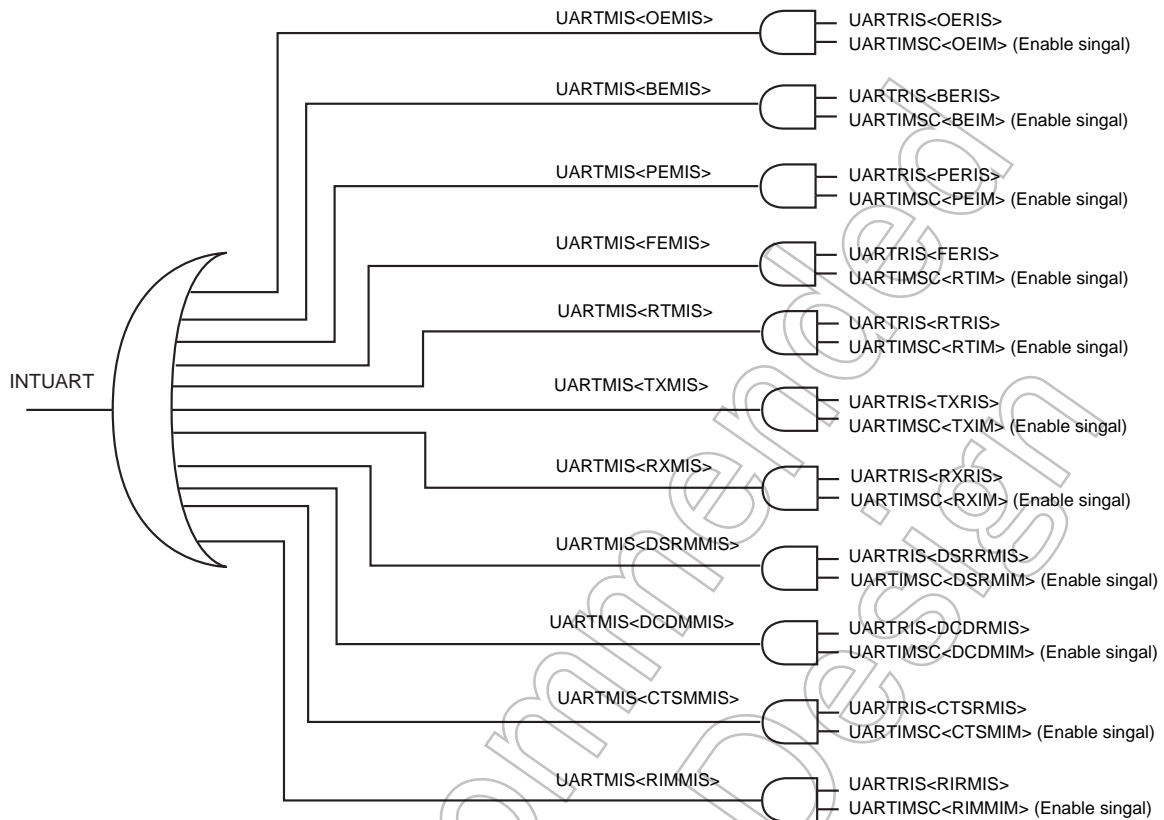 UARTMIS<OEMIS>
UARTRIS<OERIS>
UARTIMSC<OEIM> (Enable singal)
UARTMIS<BEMIS>
UARTRIS<BERIS>
UARTIMSC<BEIM> (Enable singal)
UARTMIS<PEMIS>
UARTRIS<PERIS>
UARTIMSC<PEIM> (Enable singal)
UARTMIS<FEMIS>
UARTRIS<FERIS>
UARTIMSC<RTIM> (Enable singal)
UARTMIS<RTMIS>
UARTRIS<RTRIS>
UARTIMSC<RTIM> (Enable singal)
INTUART
UARTMIS<TXMIS>
UARTRIS<TXRIS>
UARTIMSC<TXIM> (Enable singal)
UARTMIS<RXMIS>
UARTRIS<RXRIS>
UARTIMSC<RXIM> (Enable singal)
UARTMIS<DSRMMIS>
UARTRIS<DSRRMIS>
UARTIMSC<DSRMIM> (Enable singal)
UARTMIS<DCDMMIS>
UARTRIS<DCDRMIS>
UARTIMSC<DCDMIM> (Enable singal)
UARTMIS<CTSMMIS>
UARTRIS<CTSRMIS>
UARTIMSC<CTSMIM> (Enable singal)
UARTMIS<RIMMIS>
UARTRIS<RIRMIS>
UARTIMSC<RIMMIM> (Enable singal)
ommended
Design